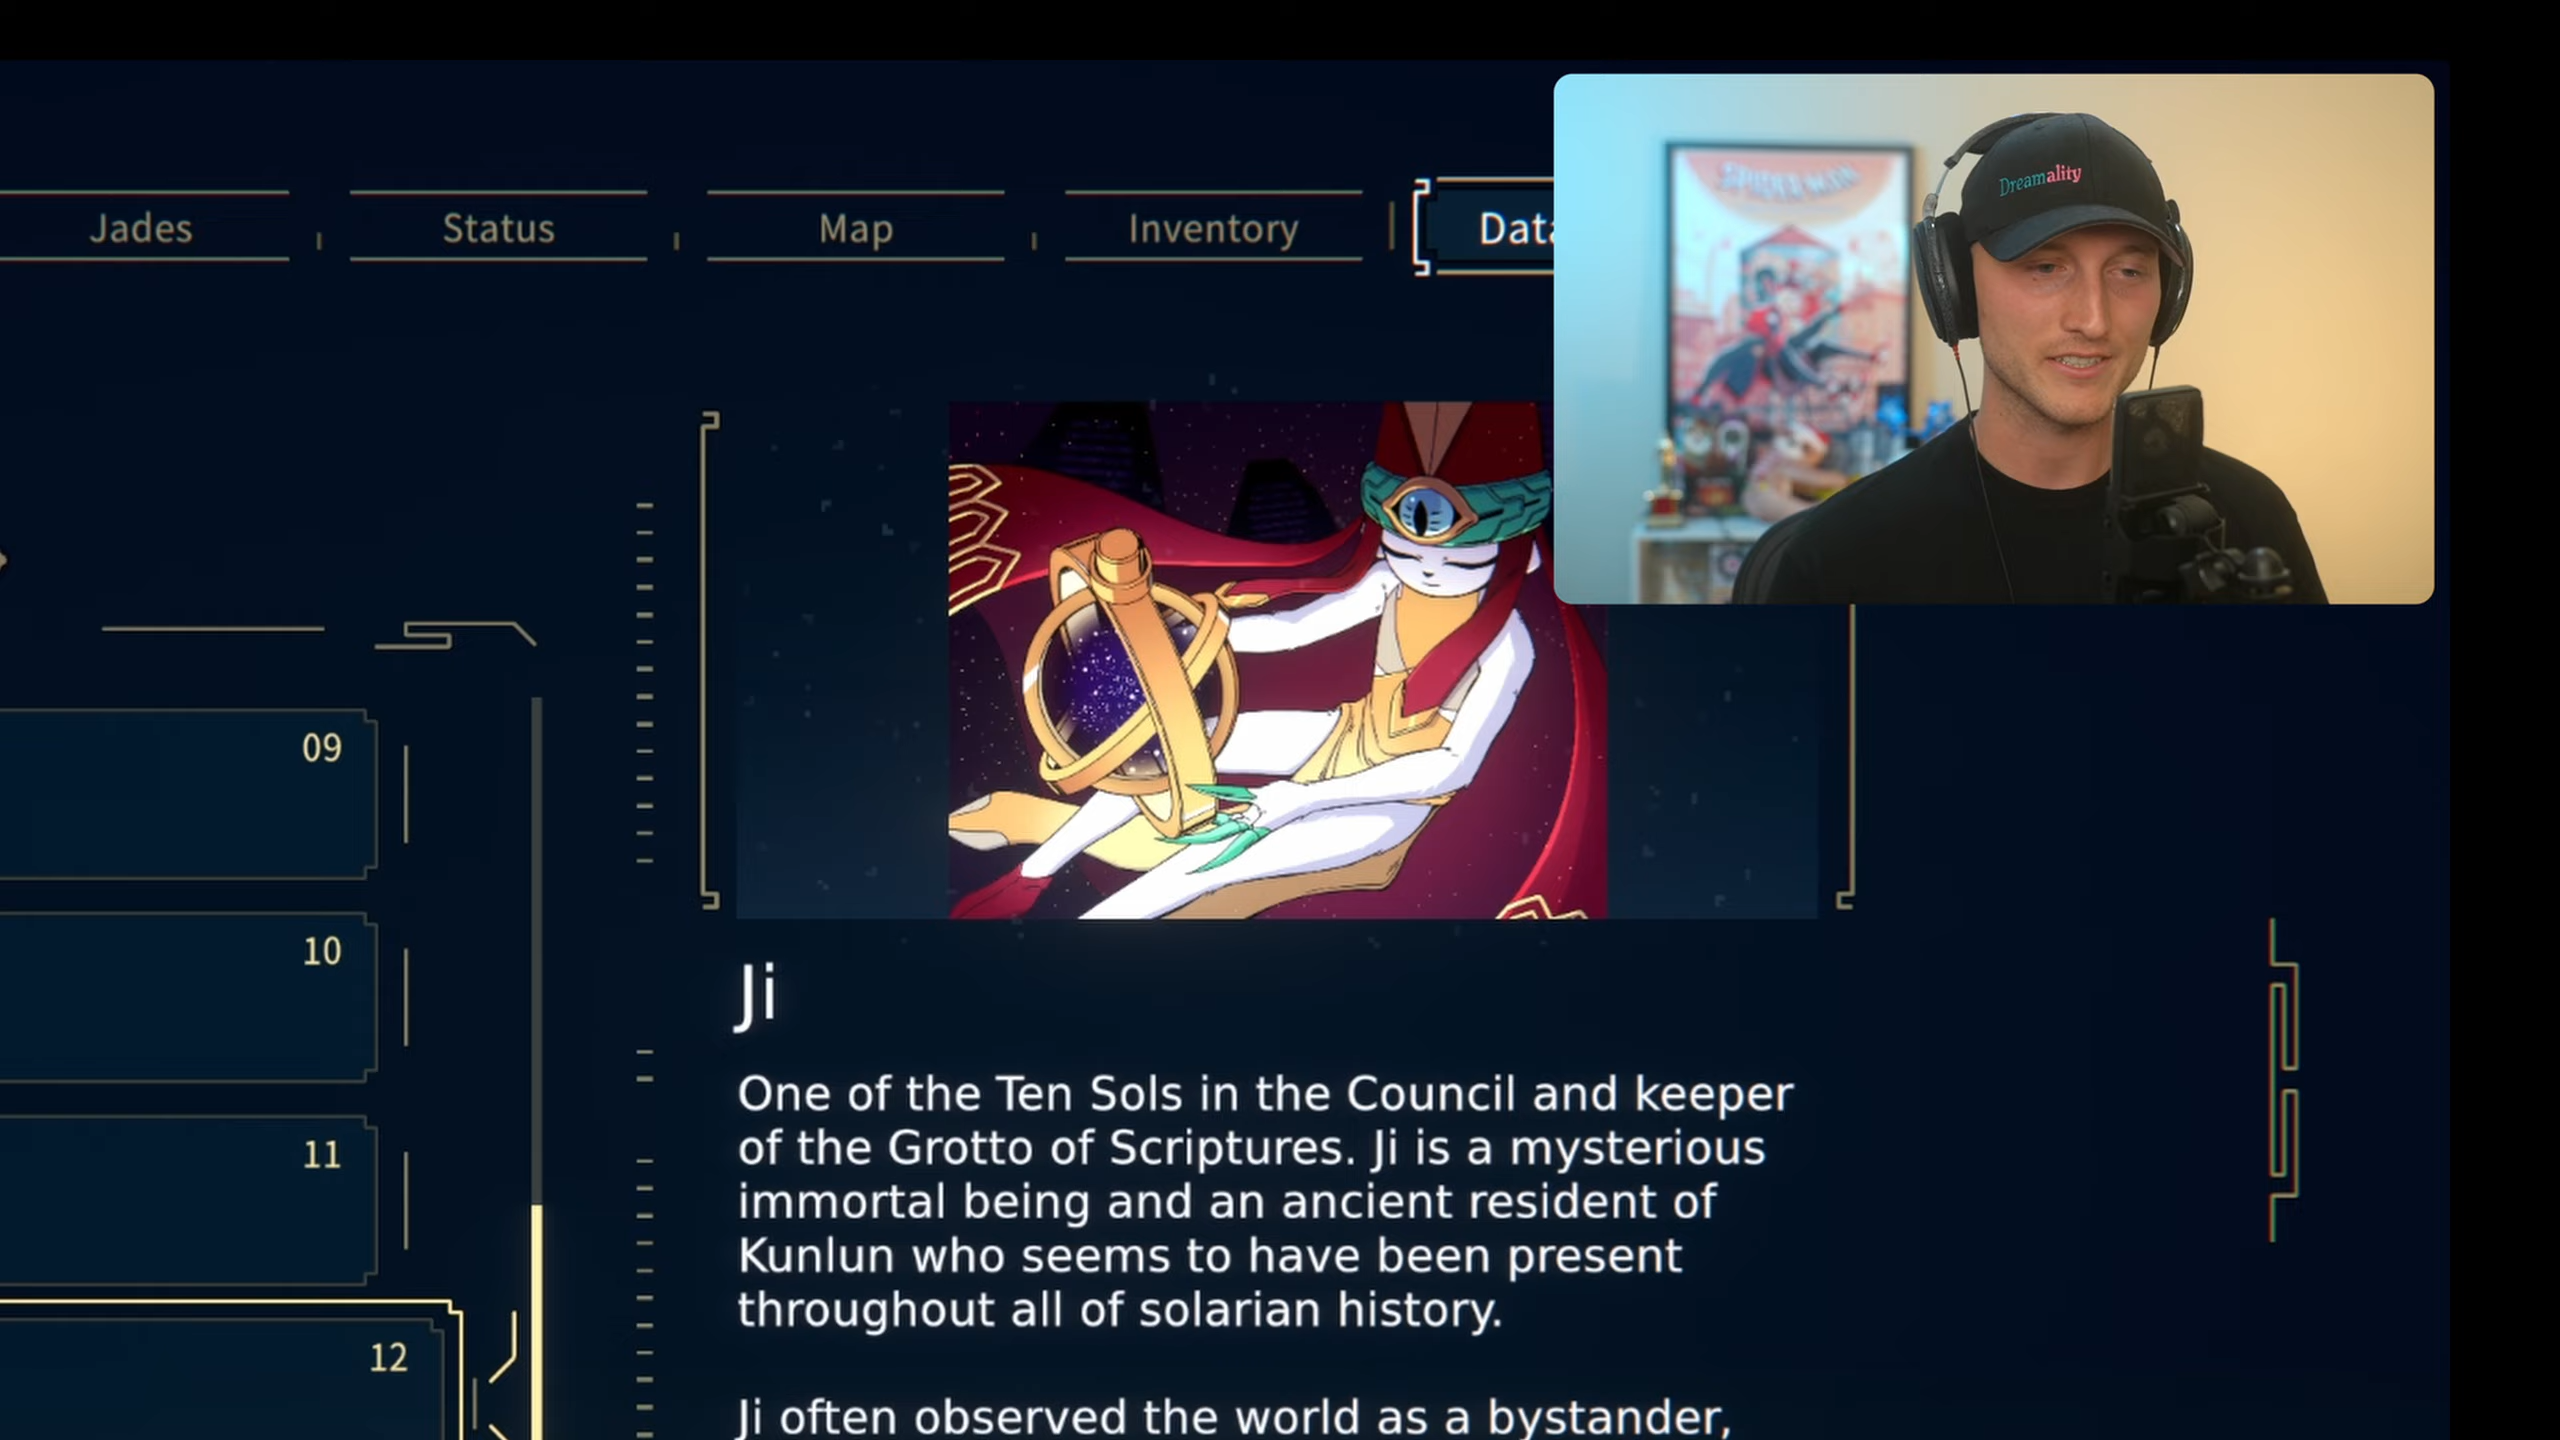 Jades
Status
Map
Inventory
Data
Dreamality
SPIDER-MAN
09
10
11
12
Ji
One of the Ten Sols in the Council and keeper
of the Grotto of Scriptures. Ji is a mysterious
immortal being and an ancient resident of
Kunlun who seems to have been present
throughout all of solarian history.
Ji often observed the world as a bystander,